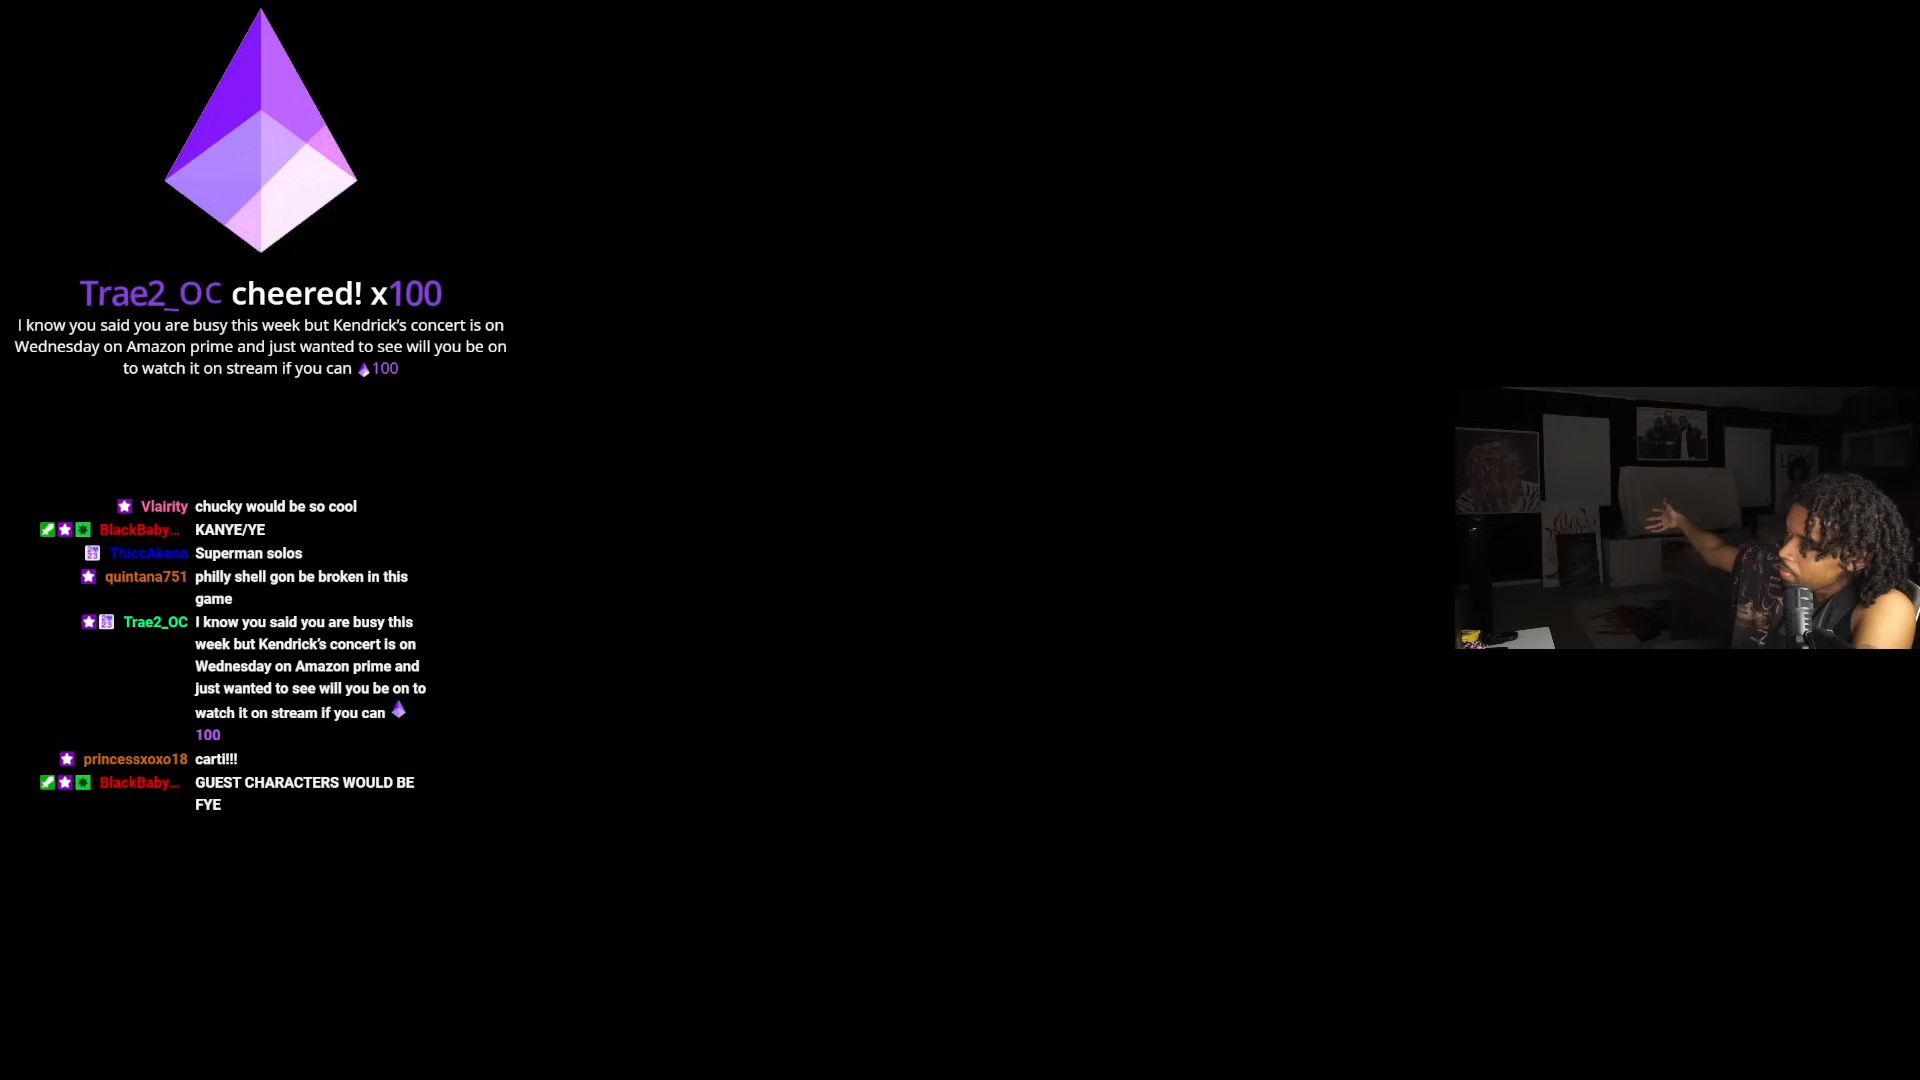 Trae2_OC cheered! x100
I know you said you are busy this week but Kendrick’s concert is on
Wednesday on Amazon prime and just wanted to see will you be on
to watch it on stream if you can 100
Vlairity chucky would be so cool
BlackBaby... KANYE/YE
ThiccAkeno Superman solos
quintana751 philly shell gon be broken in this
game
Trae2_OC I know you said you are busy this
week but Kendrick’s concert is on
Wednesday on Amazon prime and
just wanted to see will you be on to
watch it on stream if you can
100
princessxoxo18 carti!!!
BlackBaby... GUEST CHARACTERS WOULD BE
FYE